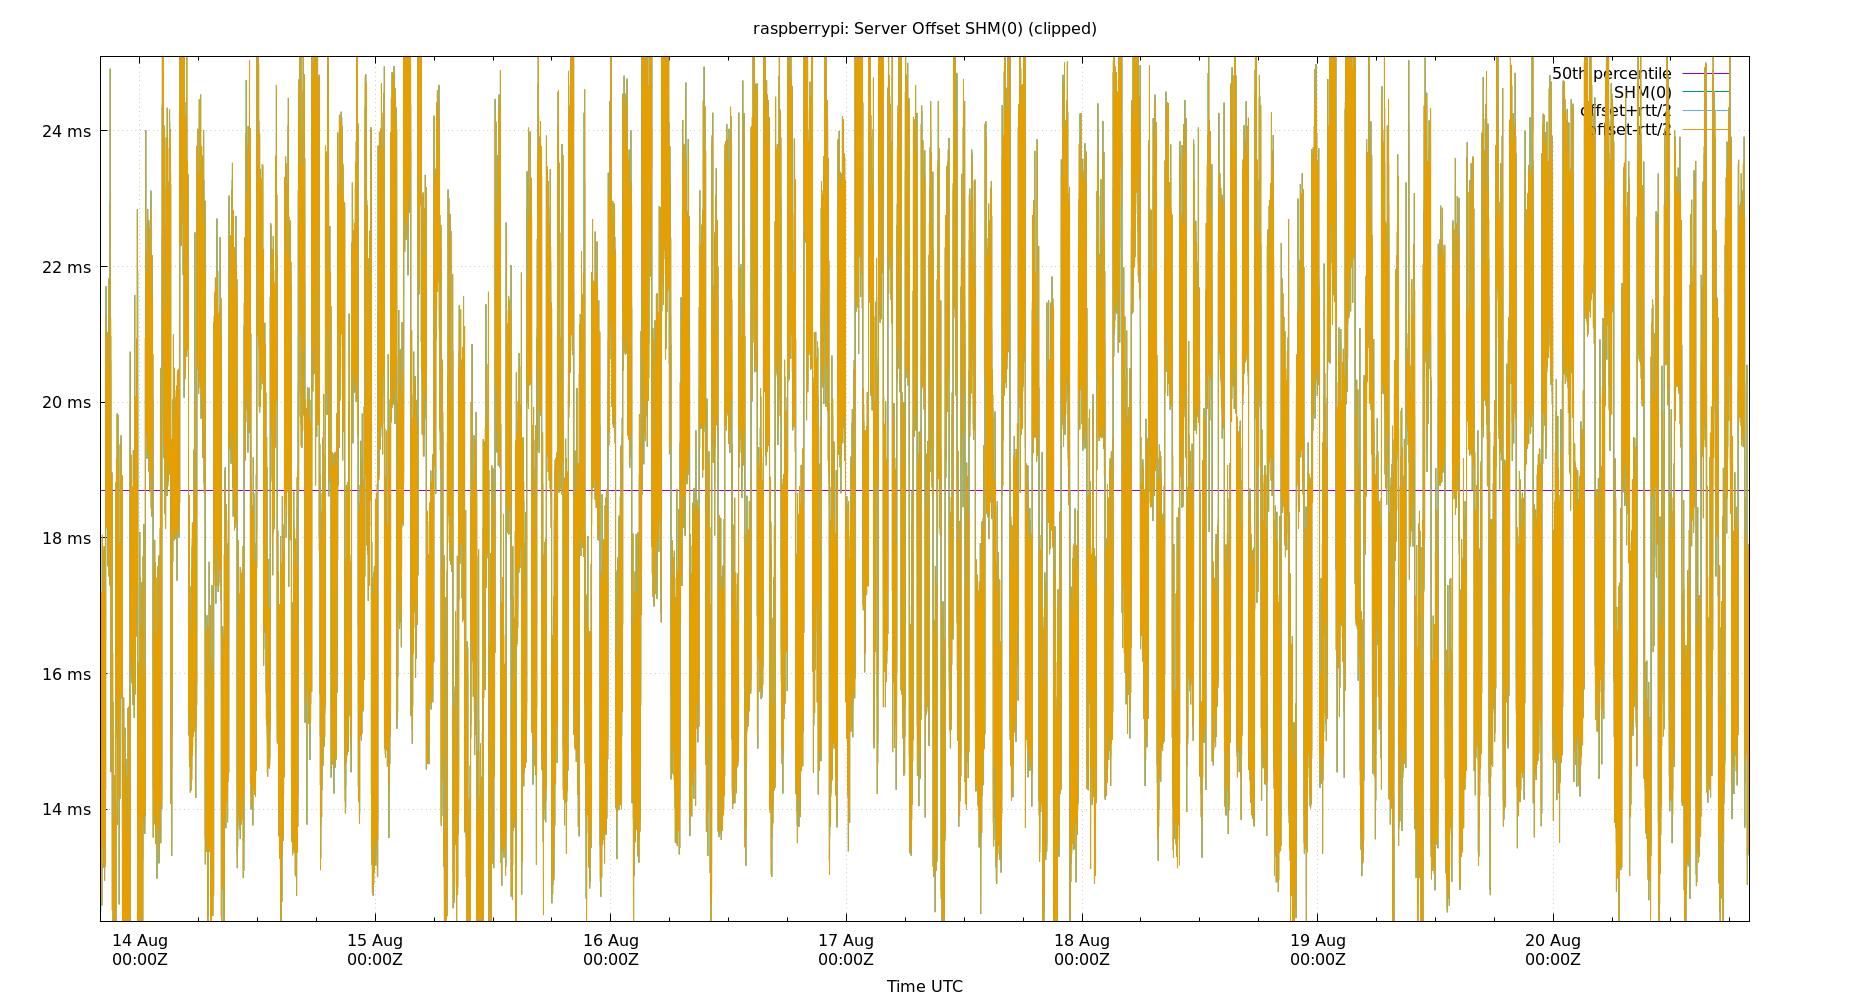 raspberrypi: Server Offset SHM(0) (clipped)
50th percentile
SHM(0)
offset+rtt/2
offset-rtt/2
24 ms
22 ms
20 ms
18 ms
16 ms
14 ms
14 Aug 15 Aug 16 Aug 17 Aug 18 Aug 19 Aug 20 Aug
00:00Z 00:00Z 00:00Z 00:00Z 00:00Z 00:00Z 00:00Z
Time UTC